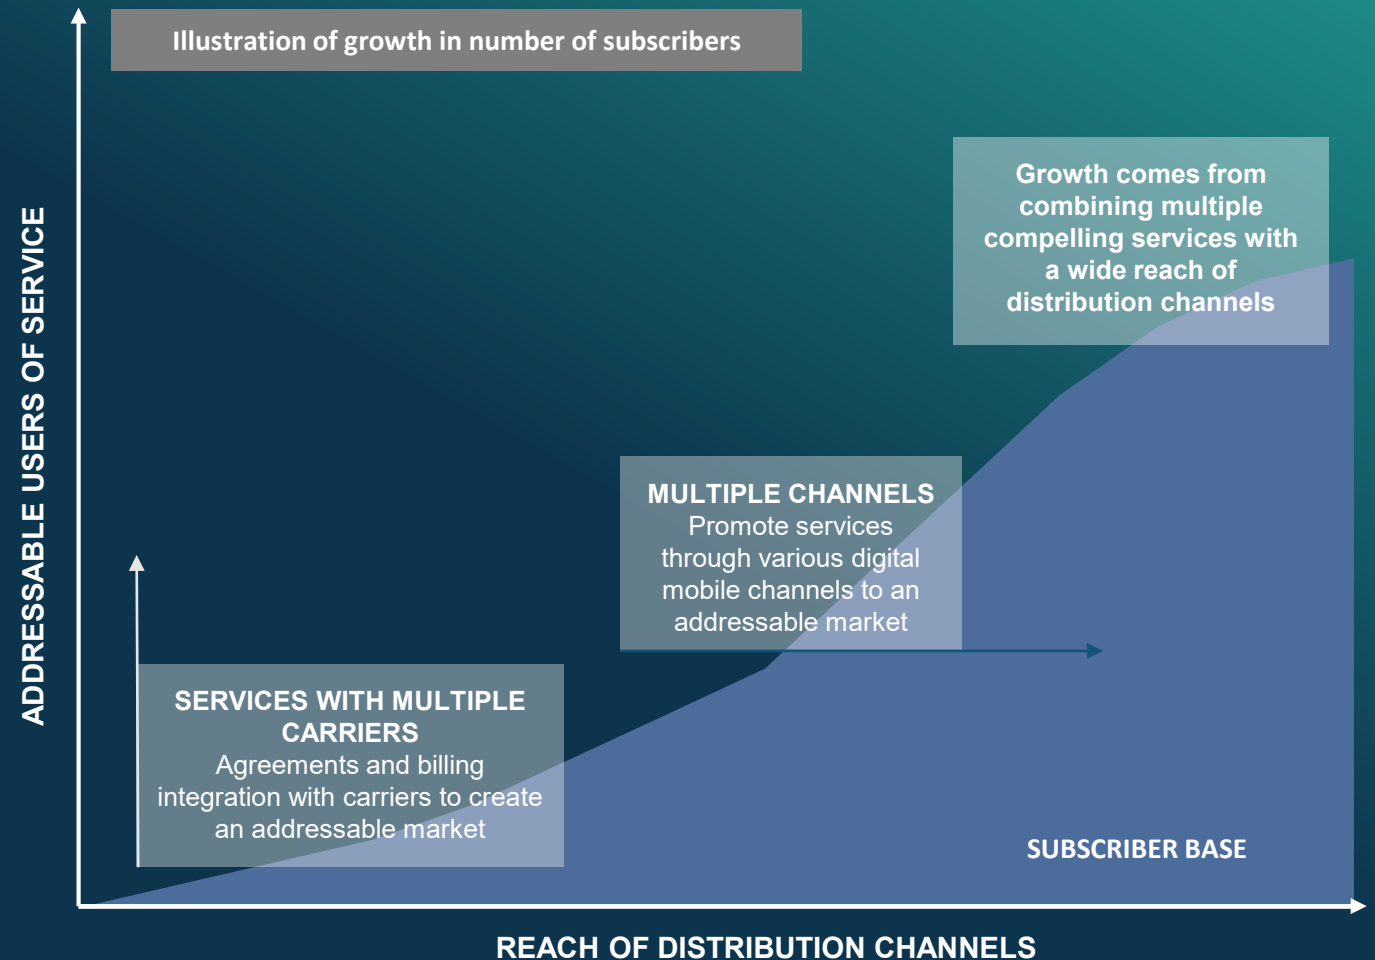 Illustration of growth in number of subscribers
Growth comes from
combining multiple
compelling services with
a wide reach of
distribution channels
ADDRESSABLE USERS OF SERVICE
MULTIPLE CHANNELS
Promote services
through various digital
mobile channels to an
addressable market
SERVICES WITH MULTIPLE
CARRIERS
Agreements and billing
integration with carriers to create
an addressable market
SUBSCRIBER BASE
REACH OF DISTRIBUTION CHANNELS